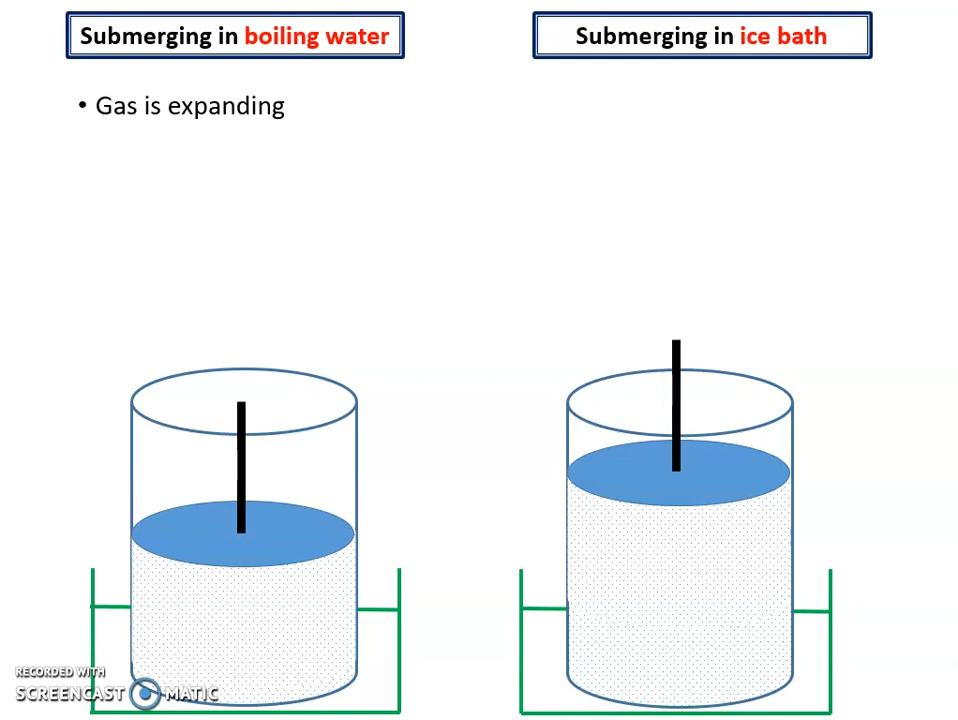 Submerging in boiling water
Submerging in ice bath
• Gas is expanding
RECORDED WITH
SCREENCAST MATIC